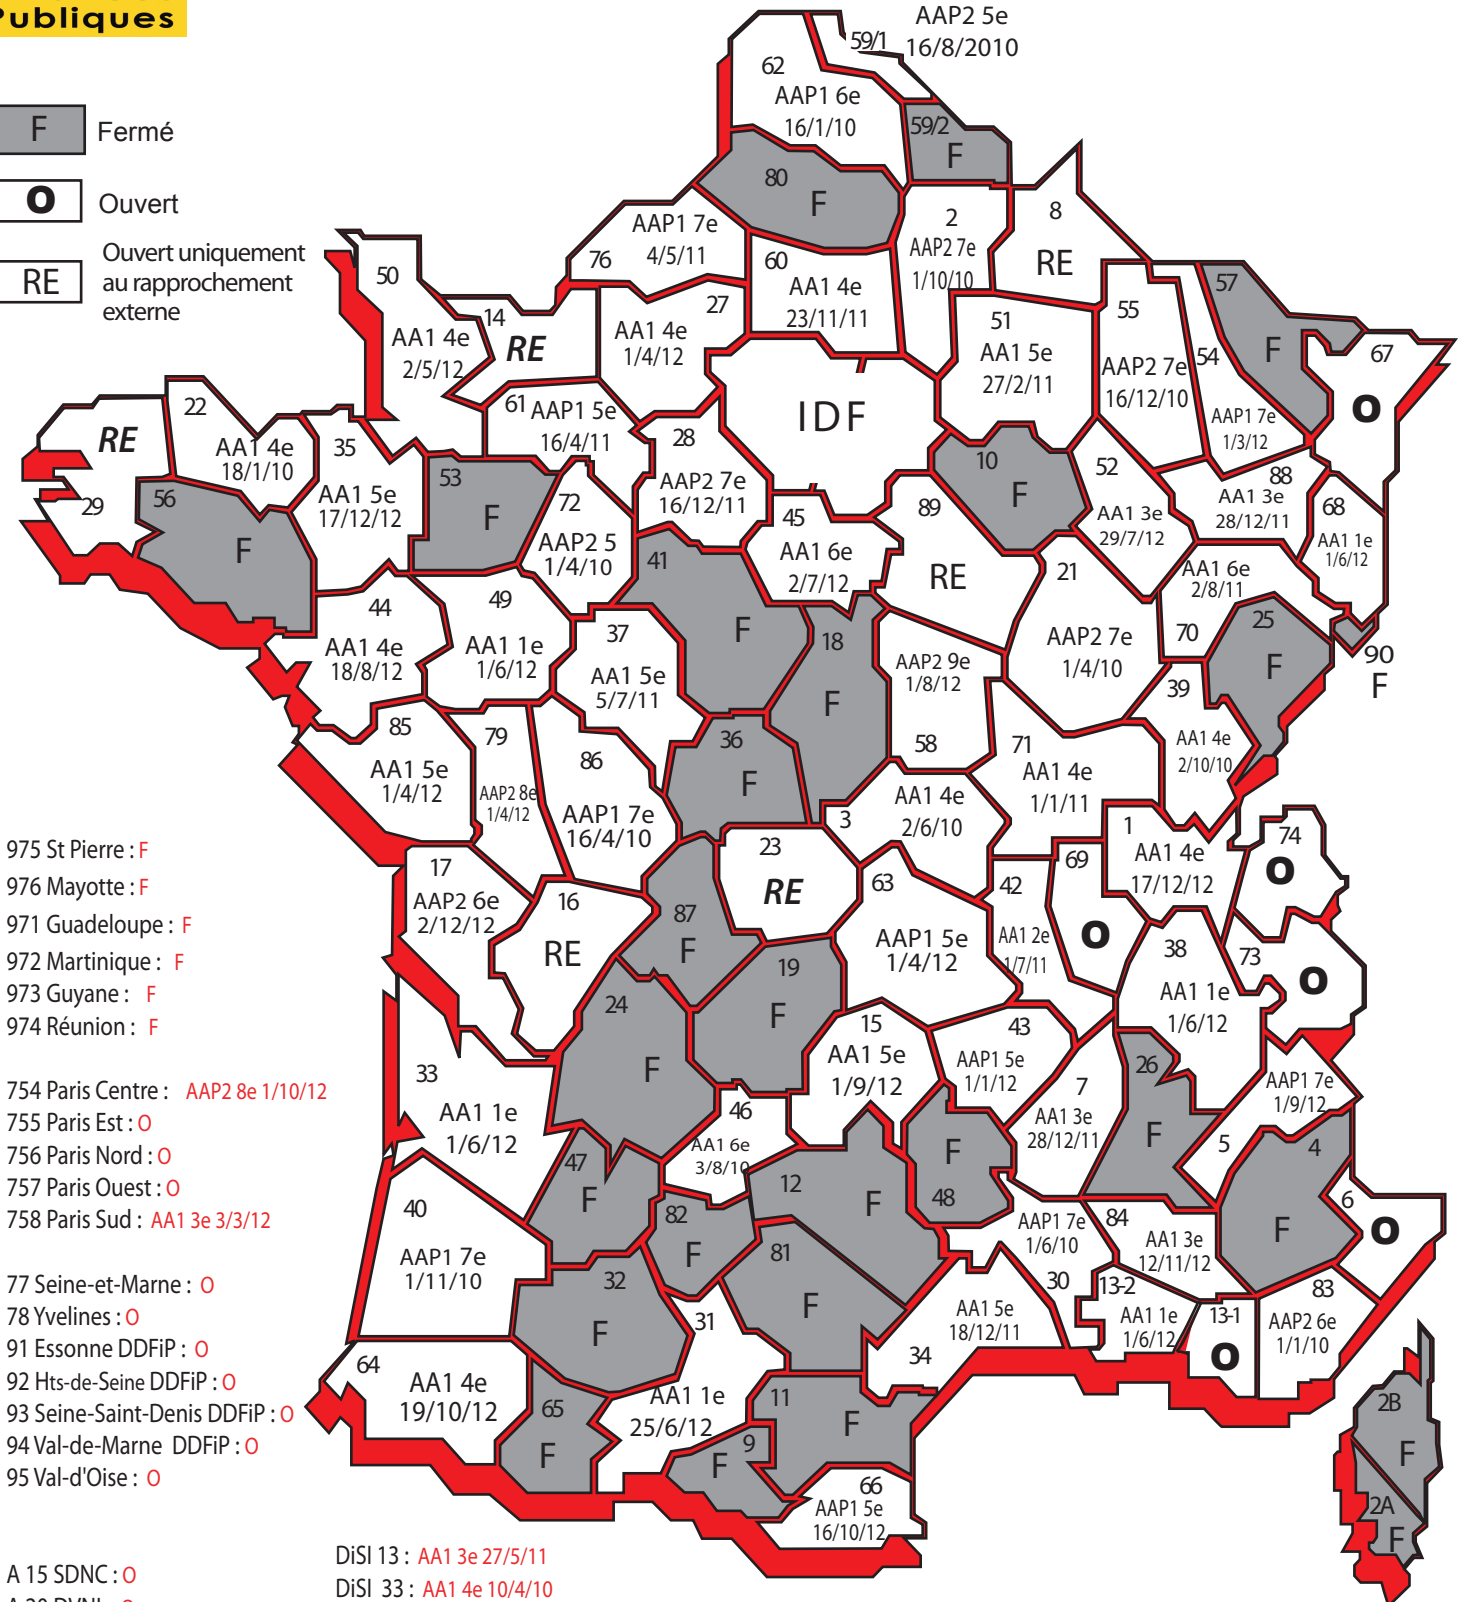 Publiques
F Fermé
O Ouvert
RE Ouvert uniquement
au rapprochement
externe
AAP2 5e
59/1 16/8/2010
62
AAP1 6e
16/1/10
59/2
F
80
F
AAP1 7e
76 4/5/11
2
AAP2 7e
1/10/10
8
RE
60
AA1 4e
23/11/11
50
AA1 4e
2/5/12
14
RE
27
AA1 4e
1/4/12
51
AA1 5e
27/2/11
55
AAP2 7e
16/12/10
57
F
54
AAP1 7e
1/3/12
67
O
IDF
61 AAP1 5e
16/4/11
RE
29
22
AA1 4e
18/1/10
35
AA1 5e
17/12/12
53
F
56
F
72
AAP2 5
1/4/10
28
AAP2 7e
16/12/11
45
AA1 6e
2/7/12
89
RE
10
F
52
AA1 3e
29/7/12
88
AA1 3e
28/12/11
68
AA1 1e
1/6/12
41
F
18
F
21
AAP2 7e
1/4/10
AA1 6e
2/8/11
70
25
F
90
F
44
AA1 4e
18/8/12
49
AA1 1e
1/6/12
37
AA1 5e
5/7/11
AAP2 9e
1/8/12
58
39
AA1 4e
2/10/10
85
AA1 5e
1/4/12
79
AAP2 8e
1/4/12
86
AAP1 7e
16/4/10
36
F
3
AA1 4e
2/6/10
71
AA1 4e
1/1/11
1
AA1 4e
17/12/12
74
O
17
AAP2 6e
2/12/12
16
RE
87
F
23
RE
63
AAP1 5e
1/4/12
42
AA1 2e
1/7/11
69
O
38
AA1 1e
1/6/12
73
O
24
F
19
F
15
AA1 5e
1/9/12
43
AAP1 5e
1/1/12
33
AA1 1e
1/6/12
46
AA1 6e
3/8/10
7
AA1 3e
28/12/11
26
F
AAP1 7e
1/9/12
5
47
F
82
F
12
F
F
48
4
F
6
O
40
AAP1 7e
1/11/10
32
F
81
F
31
AA1 1e
25/6/12
AAP1 7e
1/6/10
30
84
AA1 3e
12/11/12
13-2
AA1 1e
1/6/12
13-1
O
83
AAP2 6e
1/1/10
64
AA1 4e
19/10/12
65
F
AA1 5e
18/12/11
34
11
F
9
F
66
AAP1 5e
16/10/12
2B
F
2A
F
975 St Pierre : F
976 Mayotte : F
971 Guadeloupe : F
972 Martinique : F
973 Guyane : F
974 Réunion : F
754 Paris Centre : AAP2 8e 1/10/12
755 Paris Est : O
756 Paris Nord : O
757 Paris Ouest : O
758 Paris Sud : AA1 3e 3/3/12
77 Seine-et-Marne : O
78 Yvelines : O
91 Essonne DDFiP : O
92 Hts-de-Seine DDFiP : O
93 Seine-Saint-Denis DDFiP : O
94 Val-de-Marne DDFiP : O
95 Val-d'Oise : O
A 15 SDNC : O
DiSI 13 : AA1 3e 27/5/11
DiSI 33 : AA1 4e 10/4/10